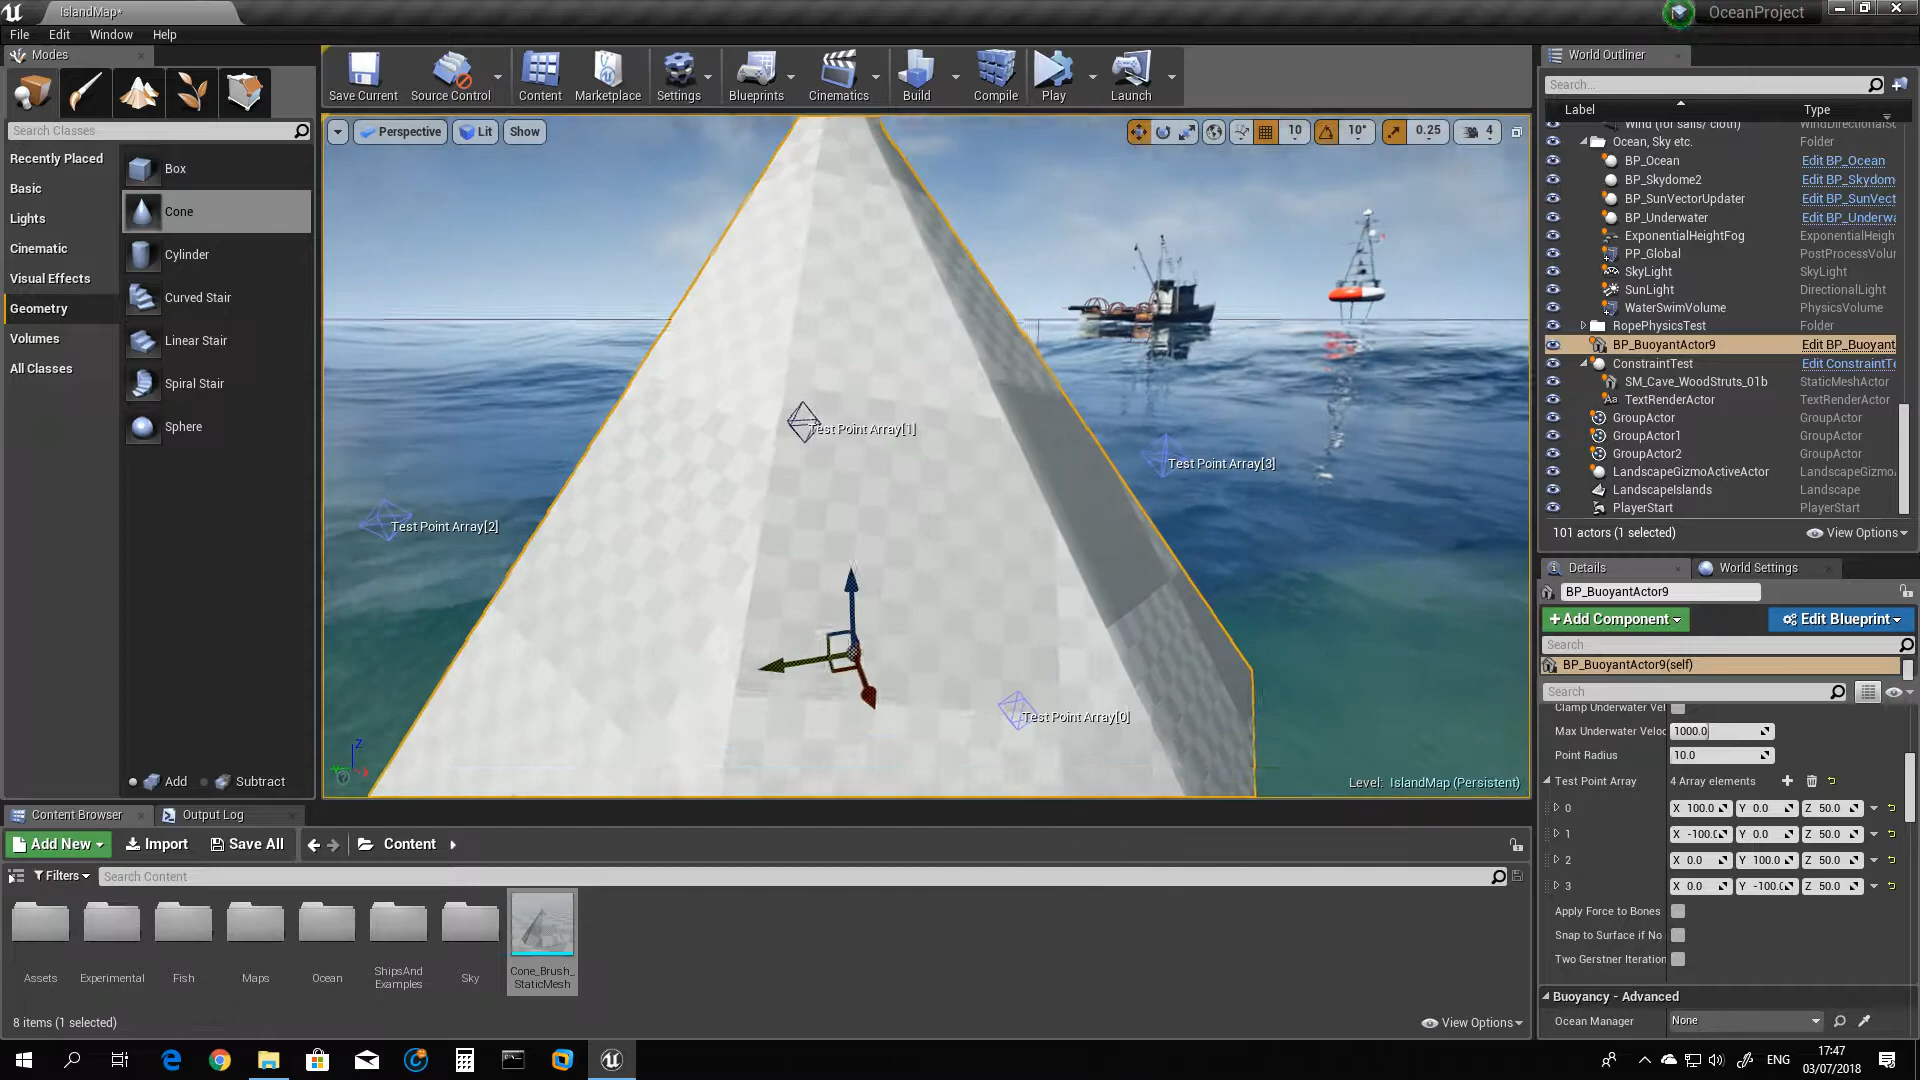 IslandMap*
OceanProject
File Edit Window Help
Modes
Search Classes
Recently Placed
Basic
Lights
Cinematic
Visual Effects
Geometry
Volumes
All Classes
Box
Cone
Cylinder
Curved Stair
Linear Stair
Spiral Stair
Sphere
Add Subtract
Save Current Source Control Content Marketplace Settings Blueprints Cinematics Build Compile Play Launch
Perspective Lit Show
10 10° 0.25 4
Test Point Array[1]
Test Point Array[3]
Test Point Array[2]
Test Point Array[0]
Level: IslandMap (Persistent)
World Outliner
Search...
Label Type
Wind (for sails/ cloth) WindDirectionalS
Ocean, Sky etc. Folder
BP_Ocean Edit BP_Ocean
BP_Skydome2 Edit BP_Skydom
BP_SunVectorUpdater Edit BP_SunVect
BP_Underwater Edit BP_Underwa
ExponentialHeightFog ExponentialHeigh
PP_Global PostProcessVolur
SkyLight SkyLight
SunLight DirectionalLight
WaterSwimVolume PhysicsVolume
RopePhysicsTest Folder
BP_BuoyantActor9 Edit BP_Buoyant
ConstraintTest Edit ConstraintTe
SM_Cave_WoodStruts_01b StaticMeshActor
TextRenderActor TextRenderActor
GroupActor GroupActor
GroupActor1 GroupActor
GroupActor2 GroupActor
LandscapeGizmoActiveActor LandscapeGizmo
LandscapeIslands Landscape
PlayerStart PlayerStart
101 actors (1 selected) View Options
Details World Settings
BP_BuoyantActor9
+Add Component Edit Blueprint
Search
BP_BuoyantActor9(self)
Search
Clamp Underwater Vel
Max Underwater Veloc 1000.0
Point Radius 10.0
Test Point Array 4 Array elements
0 X 100.0 Y 0.0 Z 50.0
1 X -100.0 Y 0.0 Z 50.0
2 X 0.0 Y 100.0 Z 50.0
3 X 0.0 Y -100.0 Z 50.0
Apply Force to Bones
Snap to Surface if No
Two Gerstner Iteration
Buoyancy - Advanced
Ocean Manager None
Content Browser Output Log
Add New Import Save All Content
Filters Search Content
Assets
Experimental
Fish
Maps
Ocean
ShipsAnd
Examples
Sky
Cone_Brush_
StaticMesh
8 items (1 selected) View Options
ENG
17:47
03/07/2018